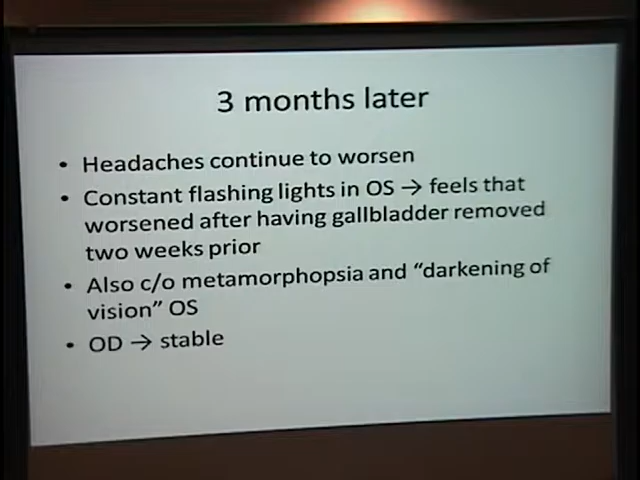 3 months later
• Headaches continue to worsen
• Constant flashing lights in OS → feels that
worsened after having gallbladder removed
two weeks prior
• Also c/o metamorphopsia and “darkening of
vision” OS
• OD → stable